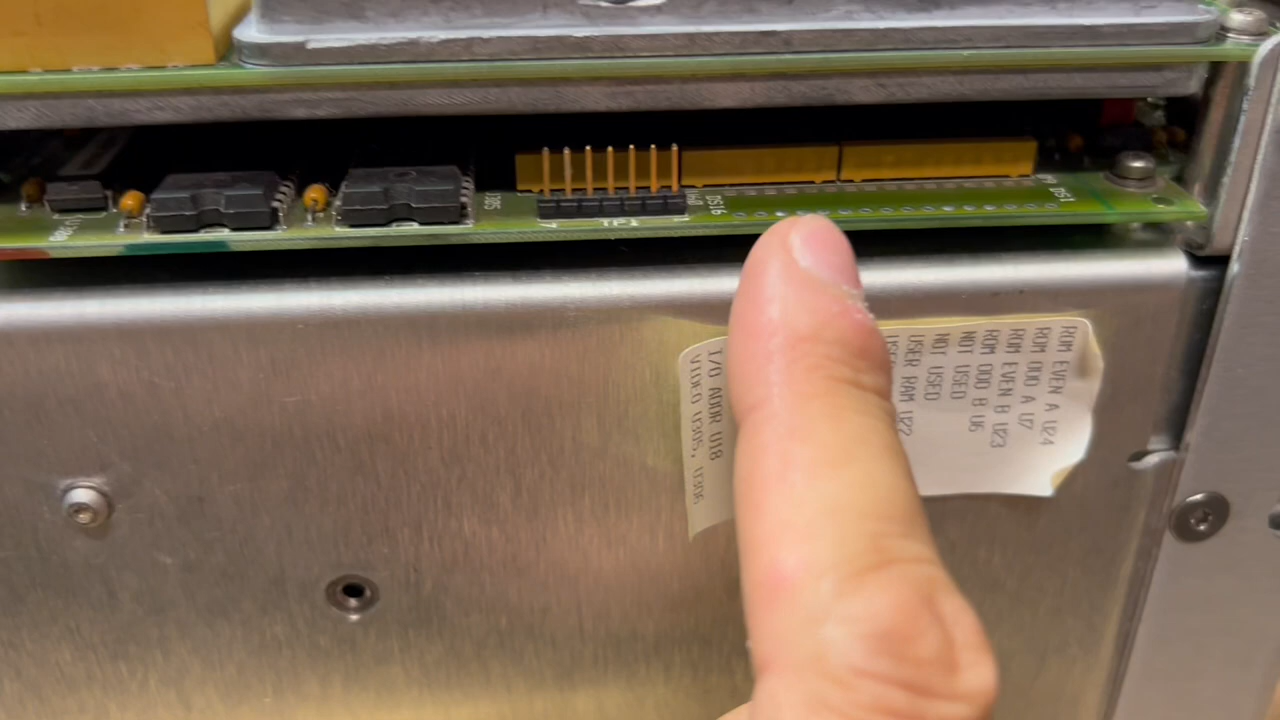 DS16
DS1
TP1
ROM EVEN A U24
ROM ODD A U7
ROM EVEN B U23
ROM ODD B U6
NOT USED
NOT USED
USER RAM U22
I/O ADDR U18
VIDEO U305, U306